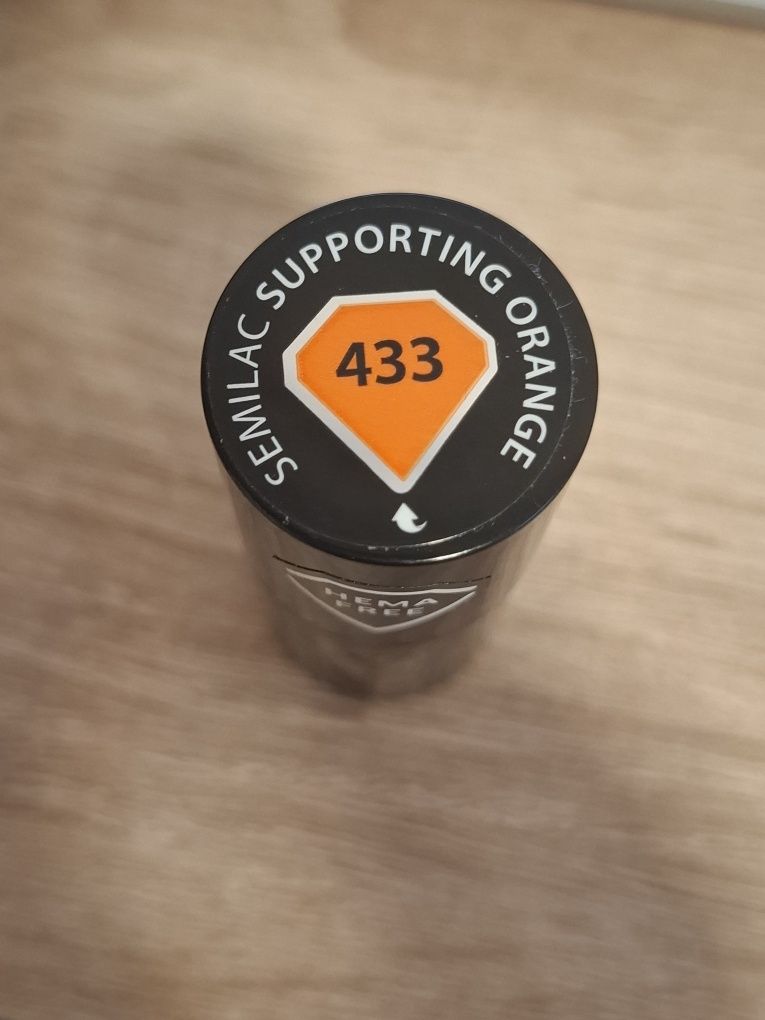 SEMILAC SUPPORTING ORANGE
433
HEMA
FREE